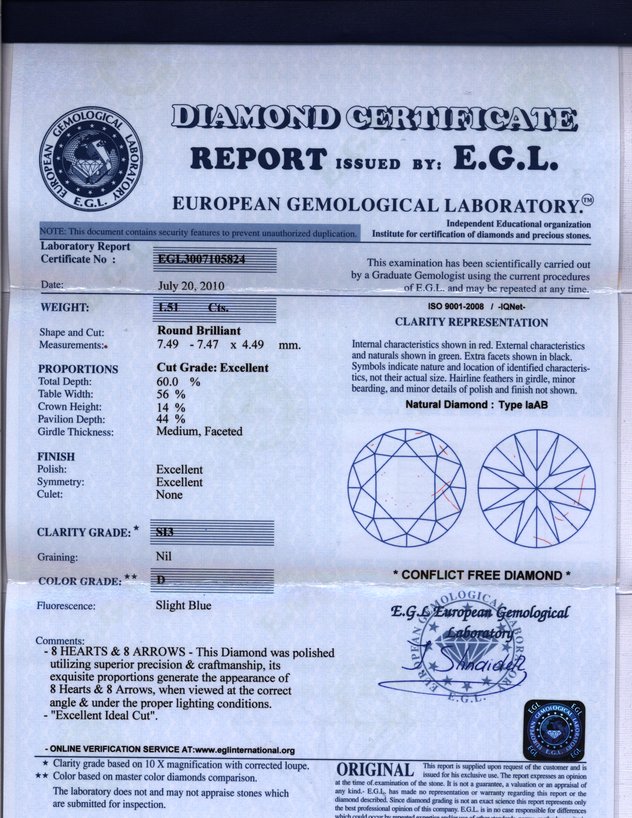 DIAMOND CERTIFICATE
REPORT ISSUED BY: E.G.L.
EUROPEAN GEMOLOGICAL LABORATORY.™
EUROPEAN GEMOLOGICAL LABORATORY
E.G.L.
Independent Educational organization
Institute for certification of diamonds and precious stones.
NOTE: This document contains security features to prevent unauthorized duplication.
Laboratory Report
Certificate No : EGL3007105824
Date: July 20, 2010
WEIGHT: 1.51 Cts.
Shape and Cut: Round Brilliant
Measurements: 7.49 - 7.47 x 4.49 mm.
PROPORTIONS Cut Grade: Excellent
Total Depth: 60.0 %
Table Width: 56 %
Crown Height: 14 %
Pavilion Depth: 44 %
Girdle Thickness: Medium, Faceted
FINISH
Polish: Excellent
Symmetry: Excellent
Culet: None
CLARITY GRADE: * SI3
Graining: Nil
COLOR GRADE: ** D
Fluorescence: Slight Blue
Comments:
- 8 HEARTS & 8 ARROWS - This Diamond was polished
utilizing superior precision & craftmanship, its
exquisite proportions generate the appearance of
8 Hearts & 8 Arrows, when viewed at the correct
angle & under the proper lighting conditions.
- "Excellent Ideal Cut".
- ONLINE VERIFICATION SERVICE AT:www.eglinternational.org
* Clarity grade based on 10 X magnification with corrected loupe.
** Color based on master color diamonds comparison.
The laboratory does not and may not appraise stones which
are submitted for inspection.
This examination has been scientifically carried out
by a Graduate Gemologist using the current procedures
of E.G.L. and may be repeated at any time.
ISO 9001-2008 / -IQNet-
CLARITY REPRESENTATION
Internal characteristics shown in red. External characteristics
and naturals shown in green. Extra facets shown in black.
Symbols indicate nature and location of identified characteris-
tics, not their actual size. Hairline feathers in girdle, minor
bearding, and minor details of polish and finish not shown.
Natural Diamond : Type IaAB
* CONFLICT FREE DIAMOND *
E.G.L European Gemological
Laboratory
EUROPEAN GEMOLOGICAL LABORATORY
E.G.L.
EGL
EGL
EGL
EGL
ORIGINAL This report is supplied upon request of the customer and is
issued for his exclusive use. The report expresses an opinion
at the time of examination of the stone. It is not a guarantee, a valuation or an appraisal of
any kind.- E.G.L. has made no representation or warranty regarding this report or the
diamond described. Since diamond grading is not an exact science this report represents only
the best professional opinion of this company. E.G.L. is in no case responsible for differences